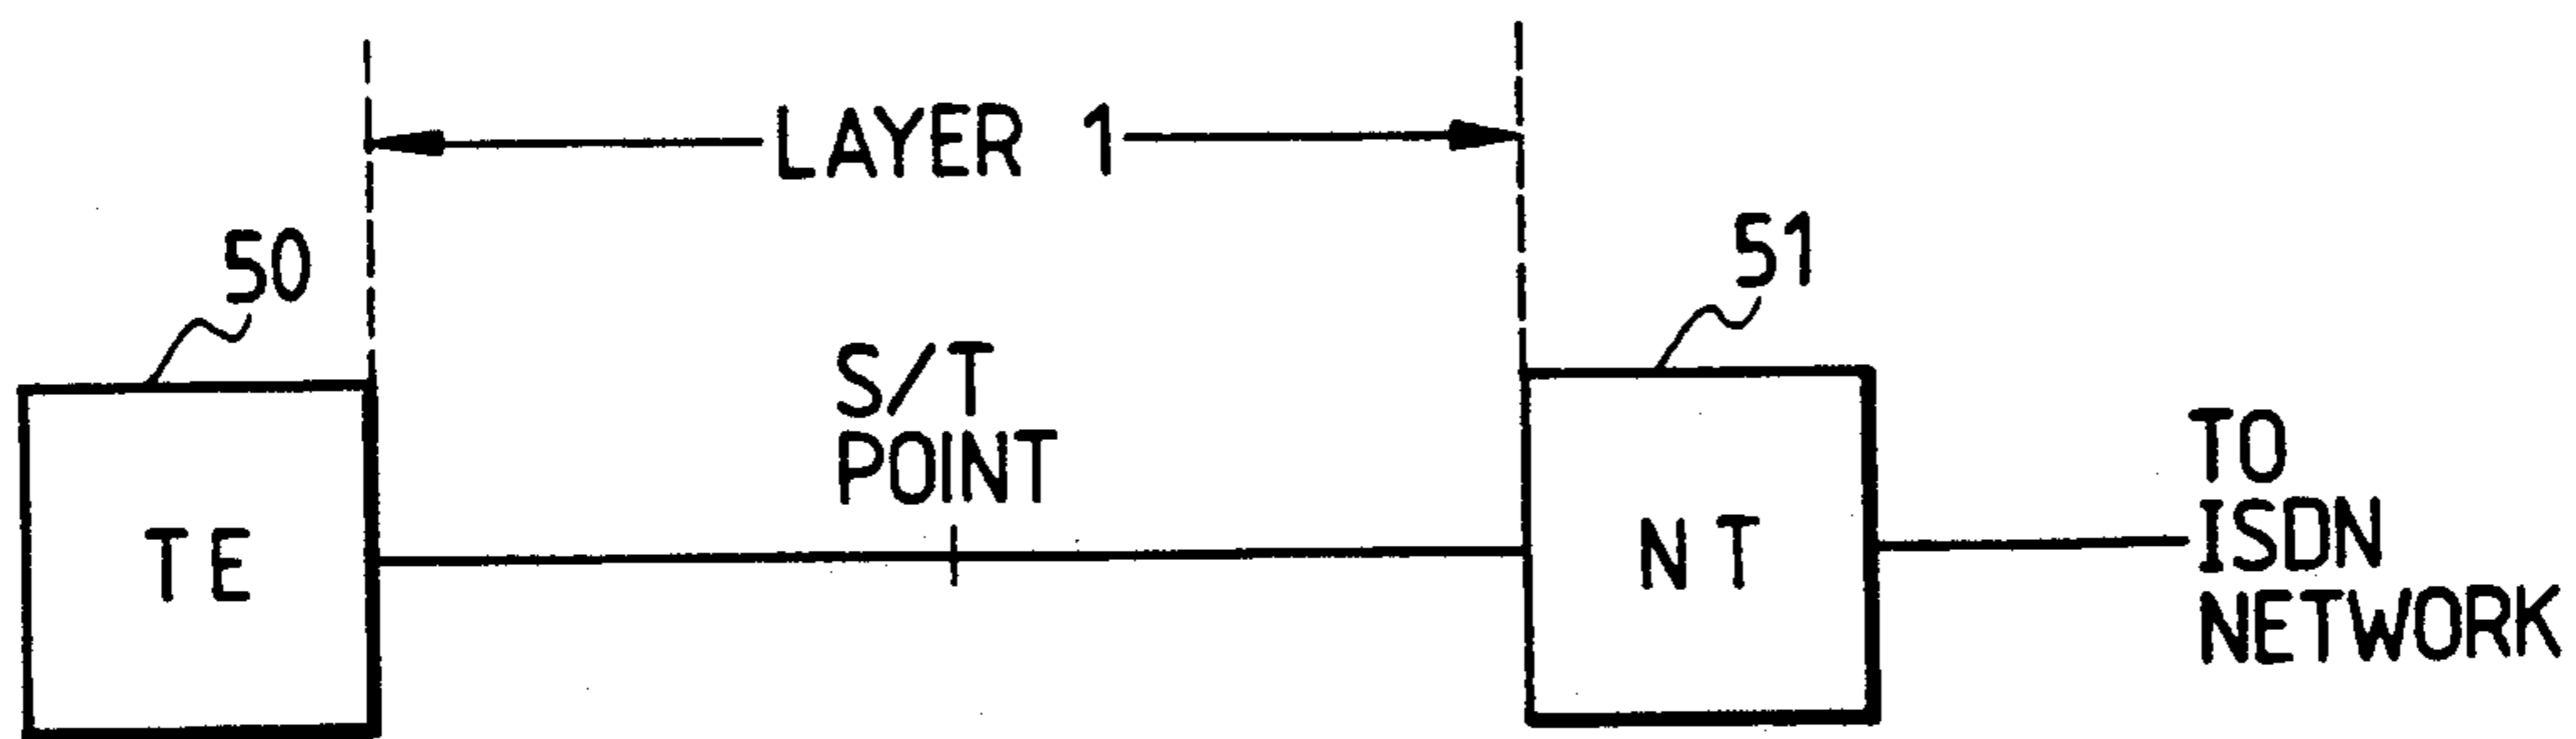 LAYER 1
50
51
S/T
POINT
TE
NT
TO
ISDN
NETWORK